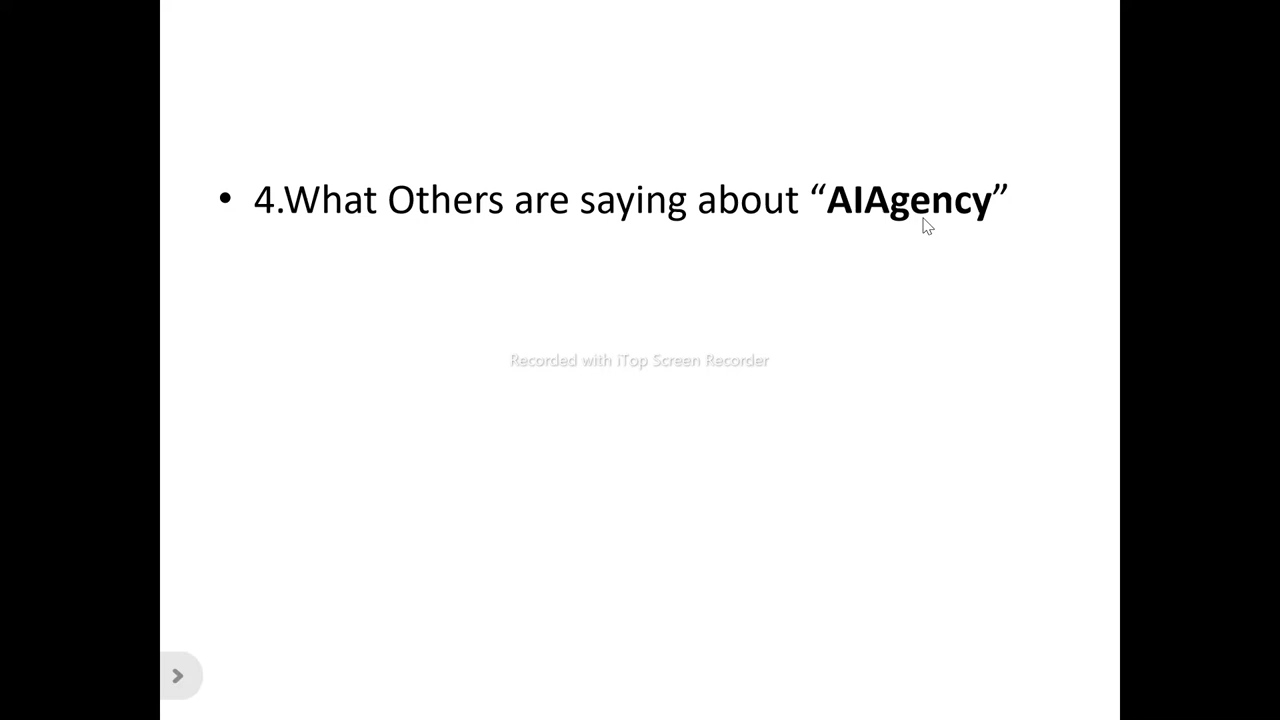 • 4.What Others are saying about “AIAgency”
Recorded with iTop Screen Recorder